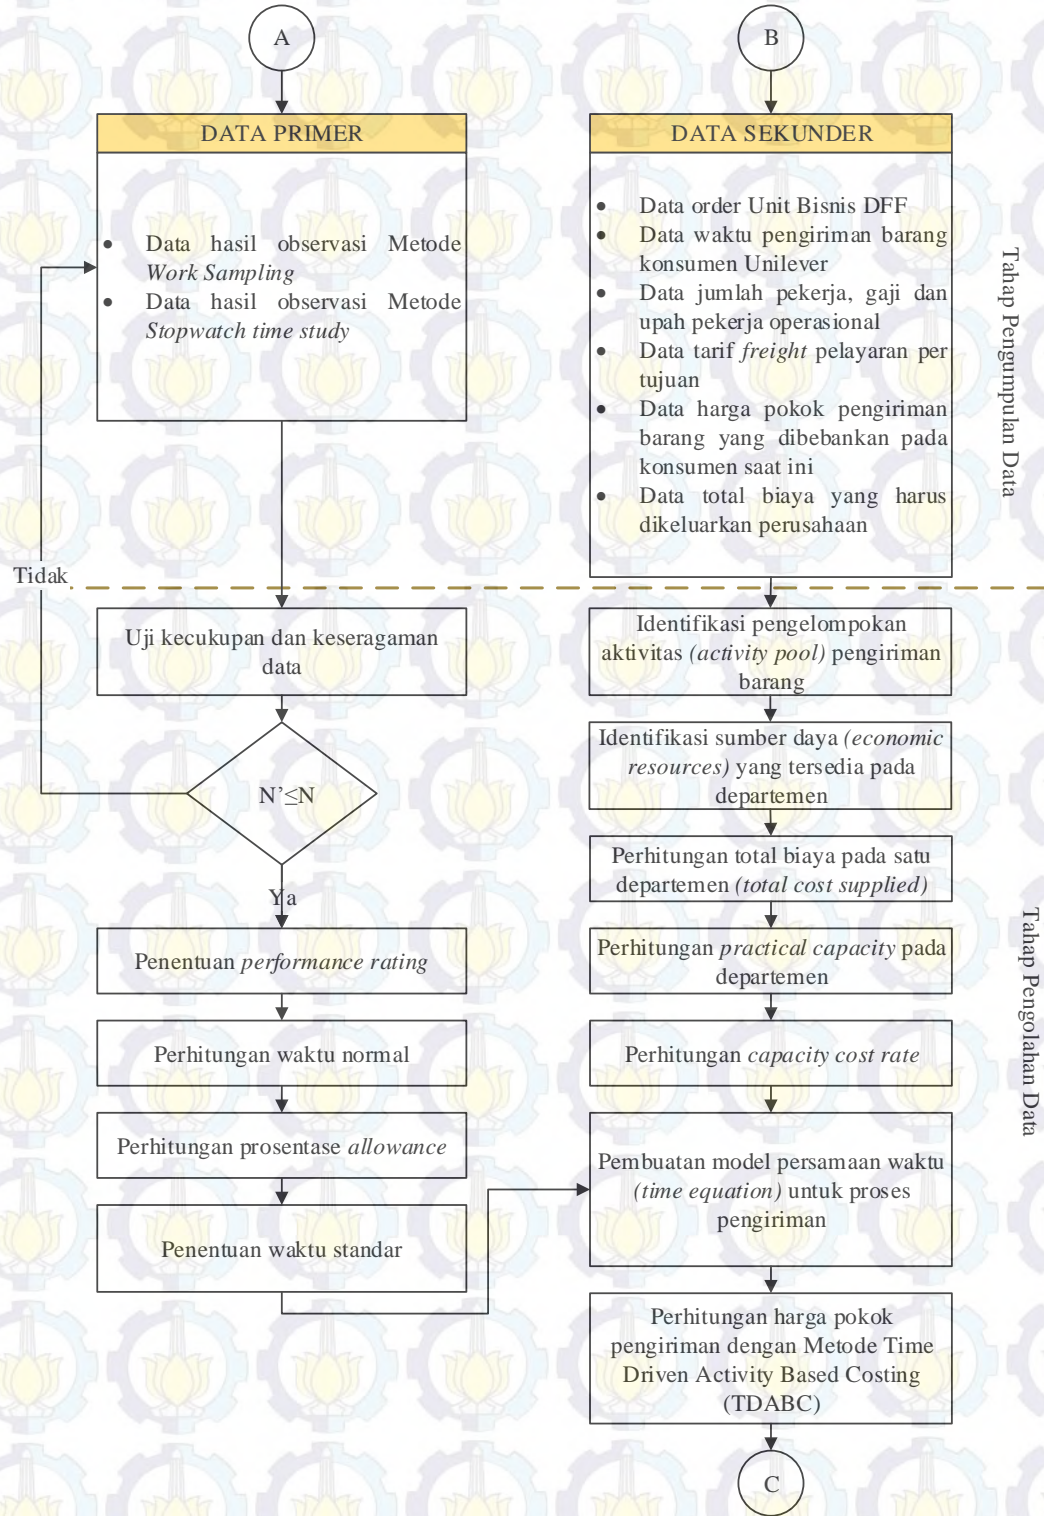 A
DATA PRIMER
• Data hasil observasi Metode
Work Sampling
• Data hasil observasi Metode
Stopwatch time study
Tidak
Uji kecukupan dan keseragaman
data
N’≤N
Ya
Penentuan performance rating
Perhitungan waktu normal
Perhitungan prosentase allowance
Penentuan waktu standar
B
DATA SEKUNDER
• Data order Unit Bisnis DFF
• Data waktu pengiriman barang
konsumen Unilever
• Data jumlah pekerja, gaji dan
upah pekerja operasional
• Data tarif freight pelayaran per
tujuan
• Data harga pokok pengiriman
barang yang dibebankan pada
konsumen saat ini
• Data total biaya yang harus
dikeluarkan perusahaan
Identifikasi pengelompokan
aktivitas (activity pool) pengiriman
barang
Identifikasi sumber daya (economic
resources) yang tersedia pada
departemen
Perhitungan total biaya pada satu
departemen (total cost supplied)
Perhitungan practical capacity pada
departemen
Perhitungan capacity cost rate
Pembuatan model persamaan waktu
(time equation) untuk proses
pengiriman
Perhitungan harga pokok
pengiriman dengan Metode Time
Driven Activity Based Costing
(TDABC)
C
Tahap Pengumpulan Data
Tahap Pengolahan Data